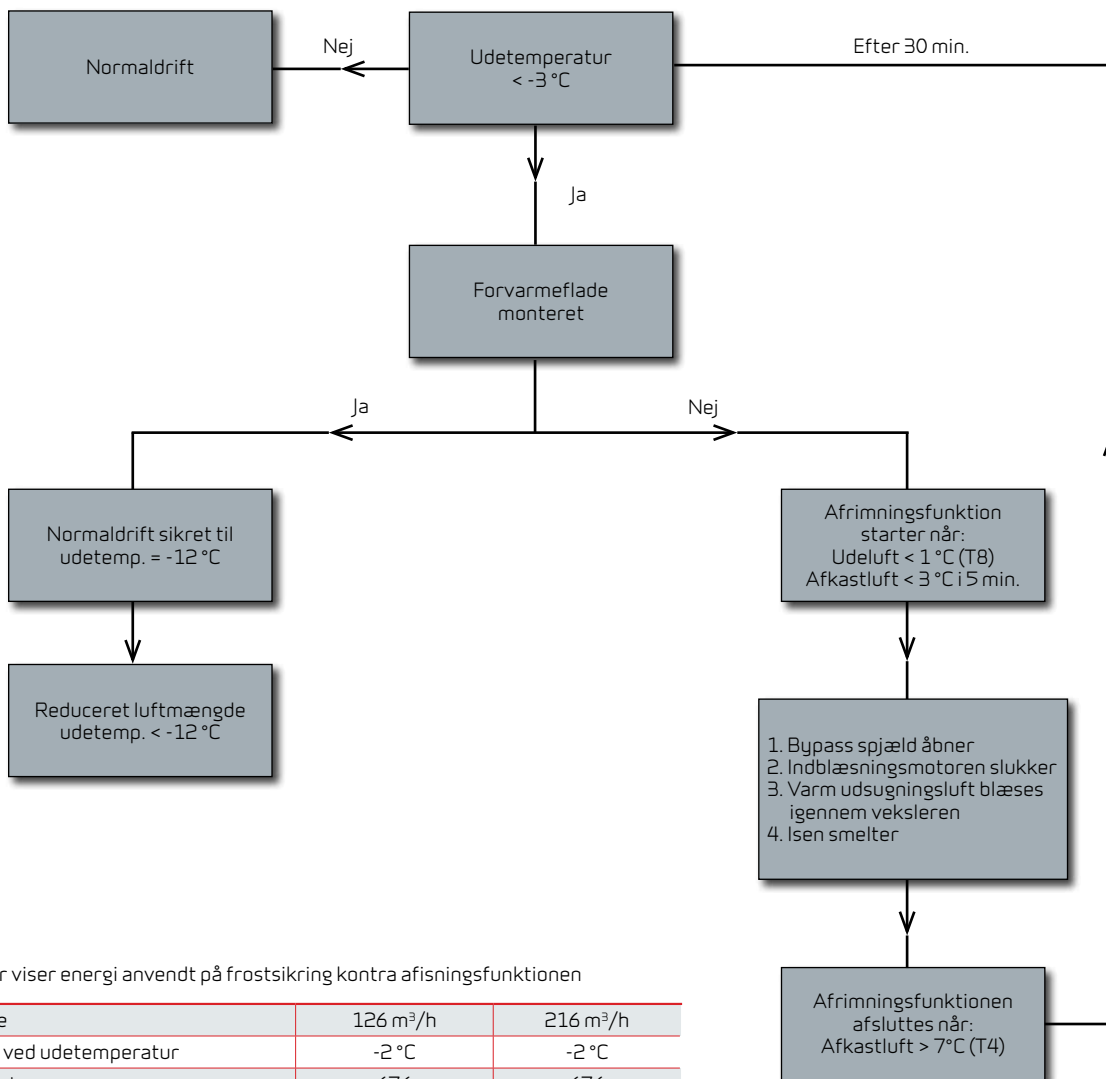 Normaldrift
Nej
Udetemperatur
< -3 °C
Efter 30 min.
Ja
Forvarmeflade
monteret
Ja
Nej
Normaldrift sikret til
udetemp. = -12 °C
Afrimningsfunktion
starter når:
Udeluft < 1 °C (T8)
Afkastluft < 3 °C i 5 min.
Reduceret luftmængde
udetemp. < -12 °C
1. Bypass spjæld åbner
2. Indblæsningsmotoren slukker
3. Varm udsugningsluft blæses
igennem veksleren
4. Isen smelter
Afrimningsfunktionen
afsluttes når:
Afkastluft > 7°C (T4)
viser energi anvendt på frostsikring kontra afisningsfunktionen
126 m³/h 216 m³/h
ved udetemperatur -2 °C -2 °C